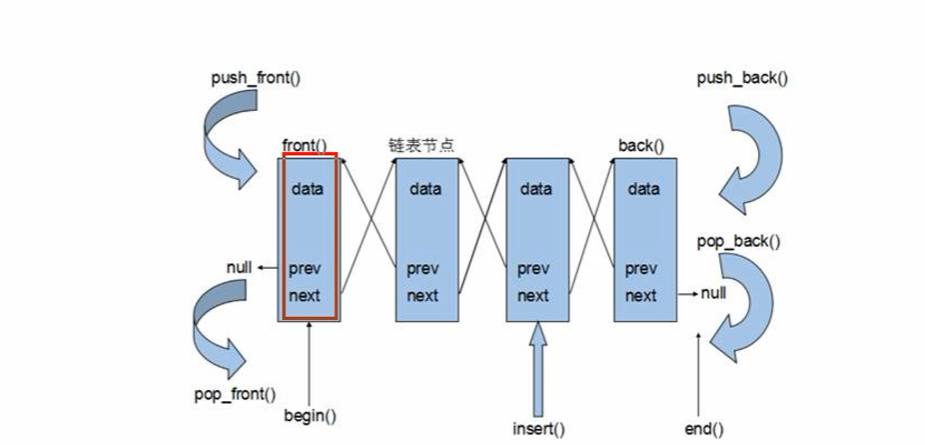 push_front()
push_back()
front()
链表节点
back()
data
data
data
data
pop_back()
null
prev
prev
prev
prev
next
next
next
next
null
pop_front()
begin()
insert()
end()